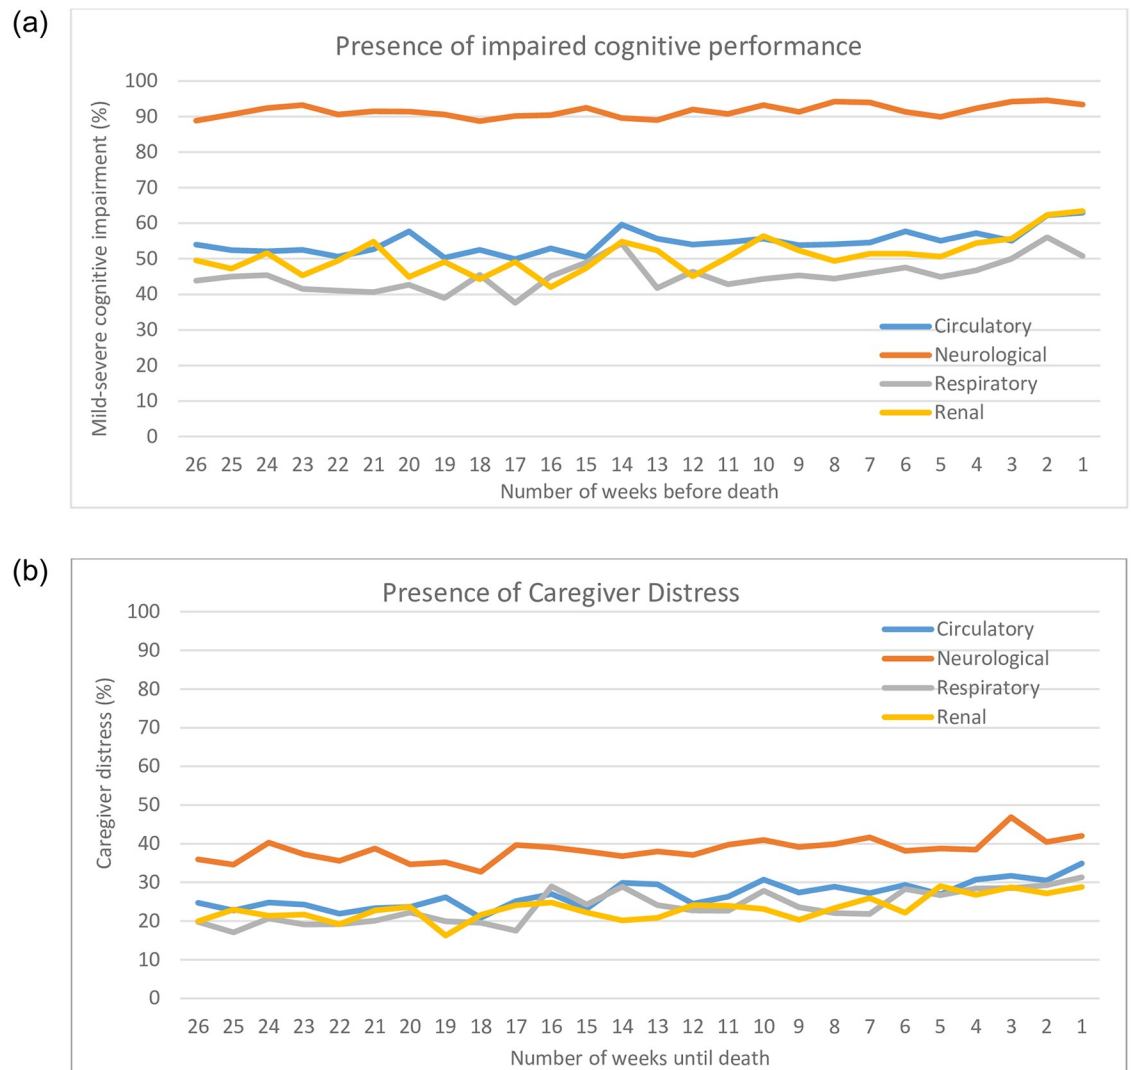 (a)
Presence of impaired cognitive performance
Mild-severe cognitive impairment (%)
100
90
80
70
60
50
40
30
20
10
0
Circulatory
Neurological
Respiratory
Renal
26 25 24 23 22 21 20 19 18 17 16 15 14 13 12 11 10 9 8 7 6 5 4 3 2 1
Number of weeks before death
(b)
Presence of Caregiver Distress
Caregiver distress (%)
100
90
80
70
60
50
40
30
20
10
0
Circulatory
Neurological
Respiratory
Renal
26 25 24 23 22 21 20 19 18 17 16 15 14 13 12 11 10 9 8 7 6 5 4 3 2 1
Number of weeks until death